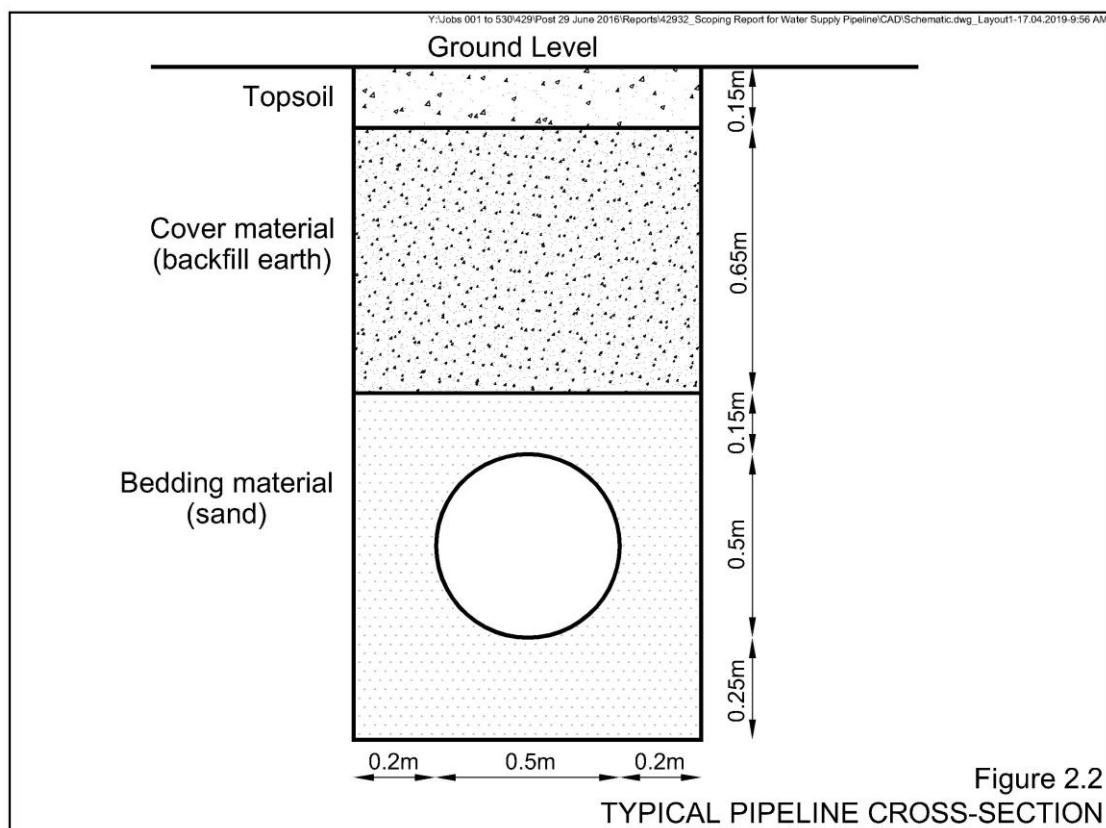 Y:\Jobs 001 to 530\429\Post 29 June 2016\Reports\42932_Scoping Report for Water Supply Pipeline\CAD\Schematic.dwg_Layout1-17.04.2019-9:56 AM
Ground Level
Topsoil
0.15m
Cover material
(backfill earth)
0.65m
0.15m
Bedding material
(sand)
0.5m
0.25m
0.2m 0.5m 0.2m
Figure 2.2
TYPICAL PIPELINE CROSS-SECTION